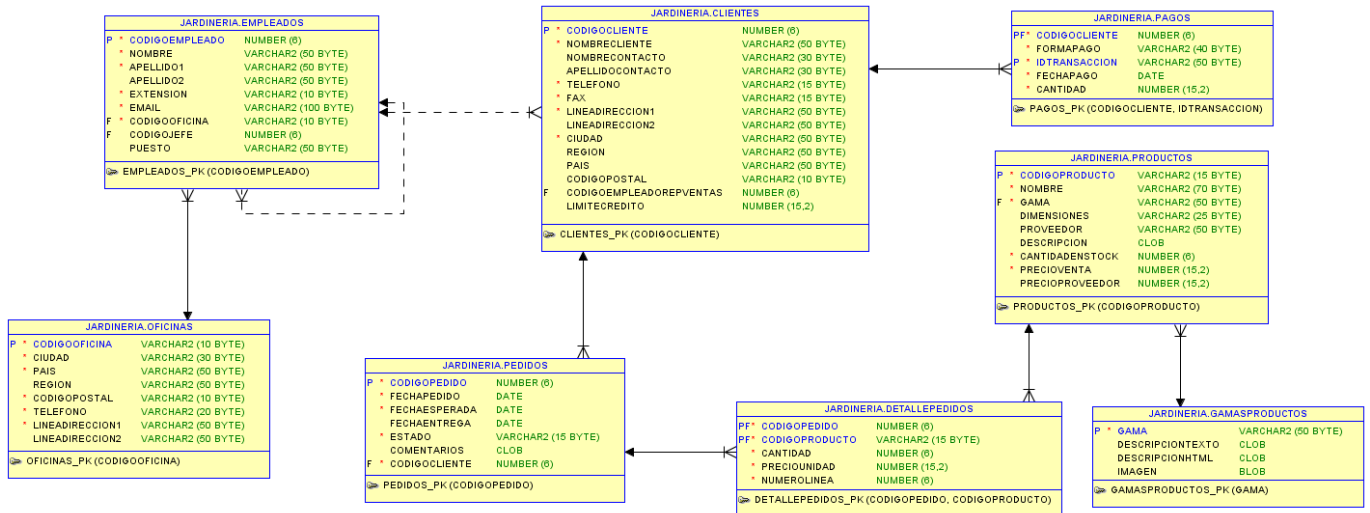 JARDINERIA.EMPLEADOS
P * CODIGOEMPLEADO NUMBER (6)
* NOMBRE VARCHAR2 (50 BYTE)
* APELLIDO1 VARCHAR2 (50 BYTE)
APELLIDO2 VARCHAR2 (50 BYTE)
* EXTENSION VARCHAR2 (10 BYTE)
* EMAIL VARCHAR2 (100 BYTE)
F * CODIGOOFICINA VARCHAR2 (10 BYTE)
F CODIGOJEFE NUMBER (6)
PUESTO VARCHAR2 (50 BYTE)
EMPLEADOS_PK (CODIGOEMPLEADO)
JARDINERIA.CLIENTES
P * CODIGOCLIENTE NUMBER (6)
* NOMBRECLIENTE VARCHAR2 (50 BYTE)
NOMBRECONTACTO VARCHAR2 (30 BYTE)
APELLIDOCONTACTO VARCHAR2 (30 BYTE)
* TELEFONO VARCHAR2 (15 BYTE)
* FAX VARCHAR2 (15 BYTE)
* LINEADIRECCION1 VARCHAR2 (50 BYTE)
LINEADIRECCION2 VARCHAR2 (50 BYTE)
* CIUDAD VARCHAR2 (50 BYTE)
REGION VARCHAR2 (50 BYTE)
PAIS VARCHAR2 (50 BYTE)
CODIGOPOSTAL VARCHAR2 (10 BYTE)
F CODIGOEMPLEADOREPVENTAS NUMBER (6)
LIMITECREDITO NUMBER (15,2)
CLIENTES_PK (CODIGOCLIENTE)
JARDINERIA.PAGOS
PF* CODIGOCLIENTE NUMBER (6)
* FORMAPAGO VARCHAR2 (40 BYTE)
P * IDTRANSACCION VARCHAR2 (50 BYTE)
* FECHAPAGO DATE
* CANTIDAD NUMBER (15,2)
PAGOS_PK (CODIGOCLIENTE, IDTRANSACCION)
JARDINERIA.PRODUCTOS
P * CODIGOPRODUCTO VARCHAR2 (15 BYTE)
* NOMBRE VARCHAR2 (70 BYTE)
F * GAMA VARCHAR2 (50 BYTE)
DIMENSIONES VARCHAR2 (25 BYTE)
PROVEEDOR VARCHAR2 (50 BYTE)
DESCRIPCION CLOB
* CANTIDADENSTOCK NUMBER (6)
* PRECIOVENTA NUMBER (15,2)
PRECIOPROVEEDOR NUMBER (15,2)
PRODUCTOS_PK (CODIGOPRODUCTO)
JARDINERIA.OFICINAS
P * CODIGOOFICINA VARCHAR2 (10 BYTE)
* CIUDAD VARCHAR2 (30 BYTE)
* PAIS VARCHAR2 (50 BYTE)
REGION VARCHAR2 (50 BYTE)
* CODIGOPOSTAL VARCHAR2 (10 BYTE)
* TELEFONO VARCHAR2 (20 BYTE)
* LINEADIRECCION1 VARCHAR2 (50 BYTE)
LINEADIRECCION2 VARCHAR2 (50 BYTE)
OFICINAS_PK (CODIGOOFICINA)
JARDINERIA.PEDIDOS
P * CODIGOPEDIDO NUMBER (6)
* FECHAPEDIDO DATE
* FECHAESPERADA DATE
FECHAENTREGA DATE
* ESTADO VARCHAR2 (15 BYTE)
COMENTARIOS CLOB
F * CODIGOCLIENTE NUMBER (6)
PEDIDOS_PK (CODIGOPEDIDO)
JARDINERIA.DETALLEPEDIDOS
PF* CODIGOPEDIDO NUMBER (6)
PF* CODIGOPRODUCTO VARCHAR2 (15 BYTE)
* CANTIDAD NUMBER (6)
* PRECIOUNIDAD NUMBER (15,2)
* NUMEROLINEA NUMBER (6)
DETALLEPEDIDOS_PK (CODIGOPEDIDO, CODIGOPRODUCTO)
JARDINERIA.GAMASPRODUCTOS
P * GAMA VARCHAR2 (50 BYTE)
DESCRIPCIONTEXTO CLOB
DESCRIPCIONHTML CLOB
IMAGEN BLOB
GAMASPRODUCTOS_PK (GAMA)